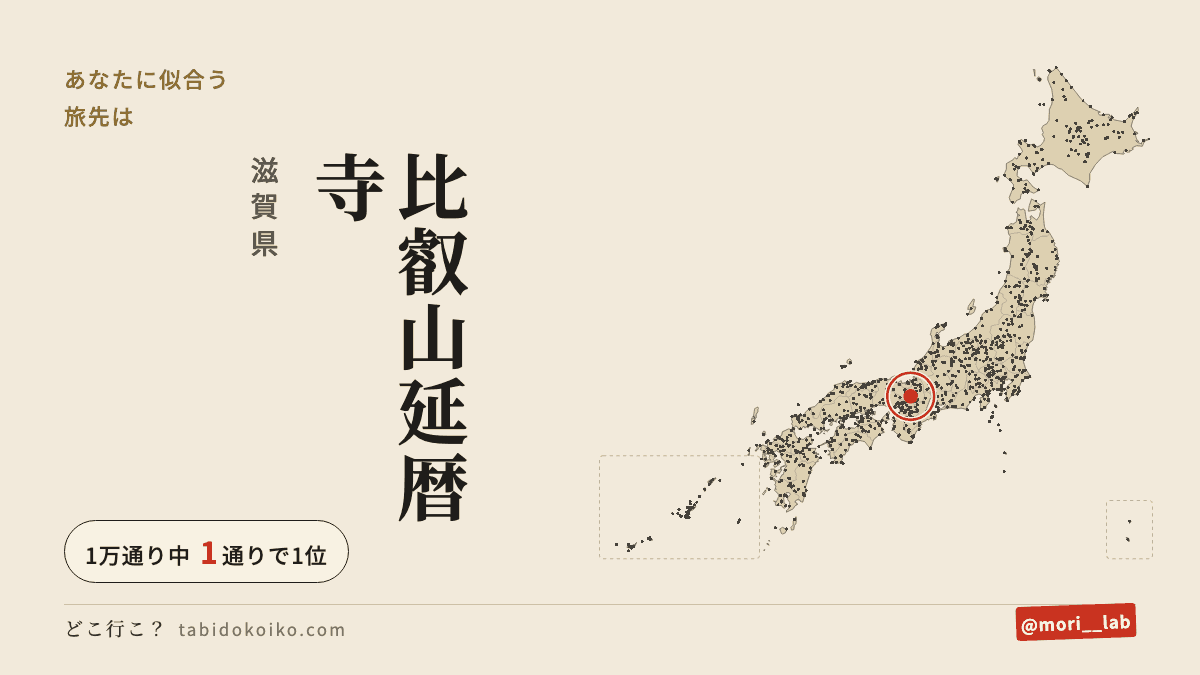 あなたに似合う
旅先は
比叡山延暦
寺
滋賀県
1万通り中 1通りで1位
どこ行こ？ tabidokoiko.com
@mori__lab